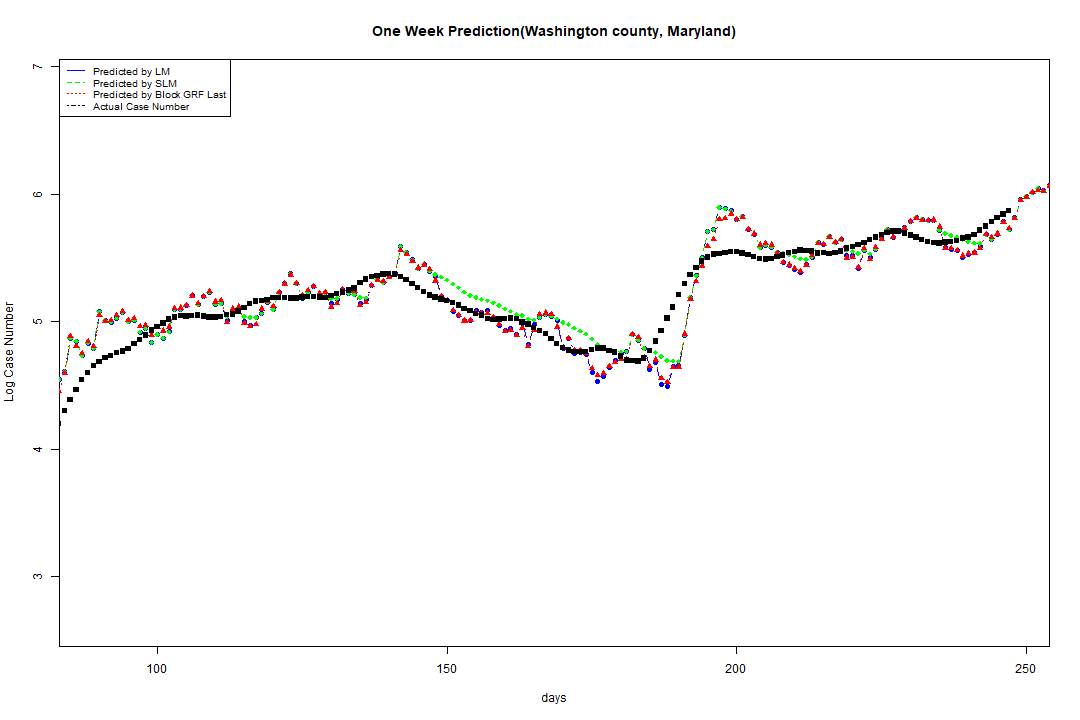 One Week Prediction(Washington county, Maryland)
Predicted by LM
Predicted by SLM
Predicted by Block GRF Last
Actual Case Number
7
6
5
4
3
Log Case Number
100
150
200
250
days